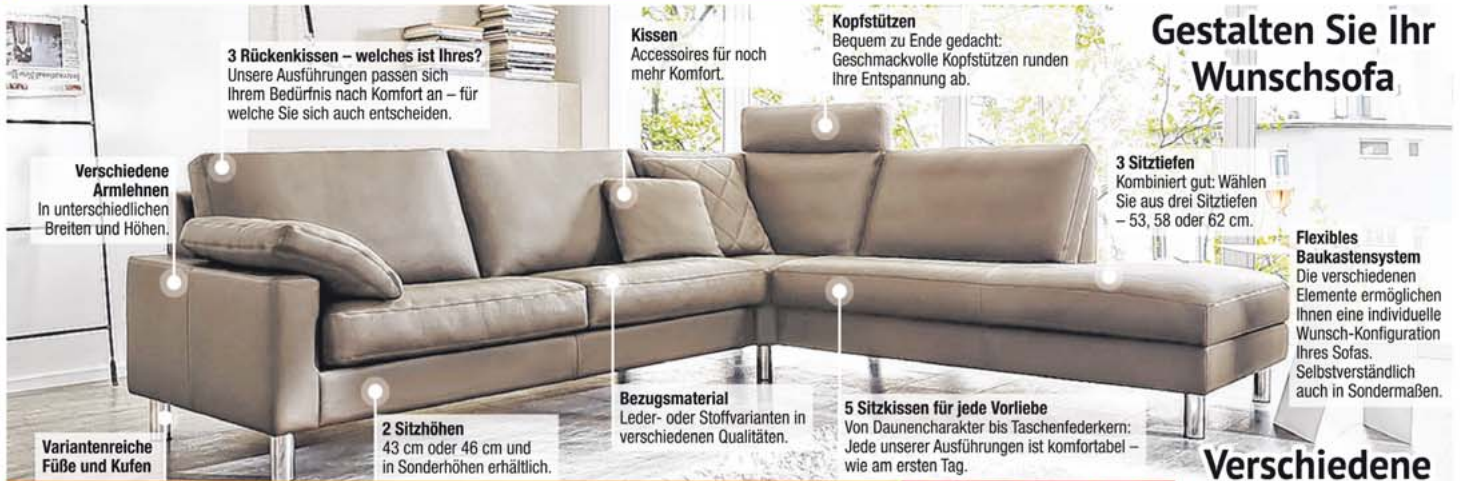 Gestalten Sie Ihr
Wunschsofa
3 Rückenkissen – welches ist Ihres?
Unsere Ausführungen passen sich
Ihrem Bedürfnis nach Komfort an – für
welche Sie sich auch entscheiden.
Kissen
Accessoires für noch
mehr Komfort.
Kopfstützen
Bequem zu Ende gedacht:
Geschmackvolle Kopfstützen runden
Ihre Entspannung ab.
Verschiedene
Armlehnen
In unterschiedlichen
Breiten und Höhen.
3 Sitztiefen
Kombiniert gut: Wählen
Sie aus drei Sitztiefen
– 53, 58 oder 62 cm.
Flexibles
Baukastensystem
Die verschiedenen
Elemente ermöglichen
Ihnen eine individuelle
Wunsch-Konfiguration
Ihres Sofas.
Selbstverständlich
auch in Sondermaßen.
Variantenreiche
Füße und Kufen
2 Sitzhöhen
43 cm oder 46 cm und
in Sonderhöhen erhältlich.
Bezugsmaterial
Leder- oder Stoffvarianten in
verschiedenen Qualitäten.
5 Sitzkissen für jede Vorliebe
Von Daunencharakter bis Taschenfederkern:
Jede unserer Ausführungen ist komfortabel –
wie am ersten Tag.
Verschiedene